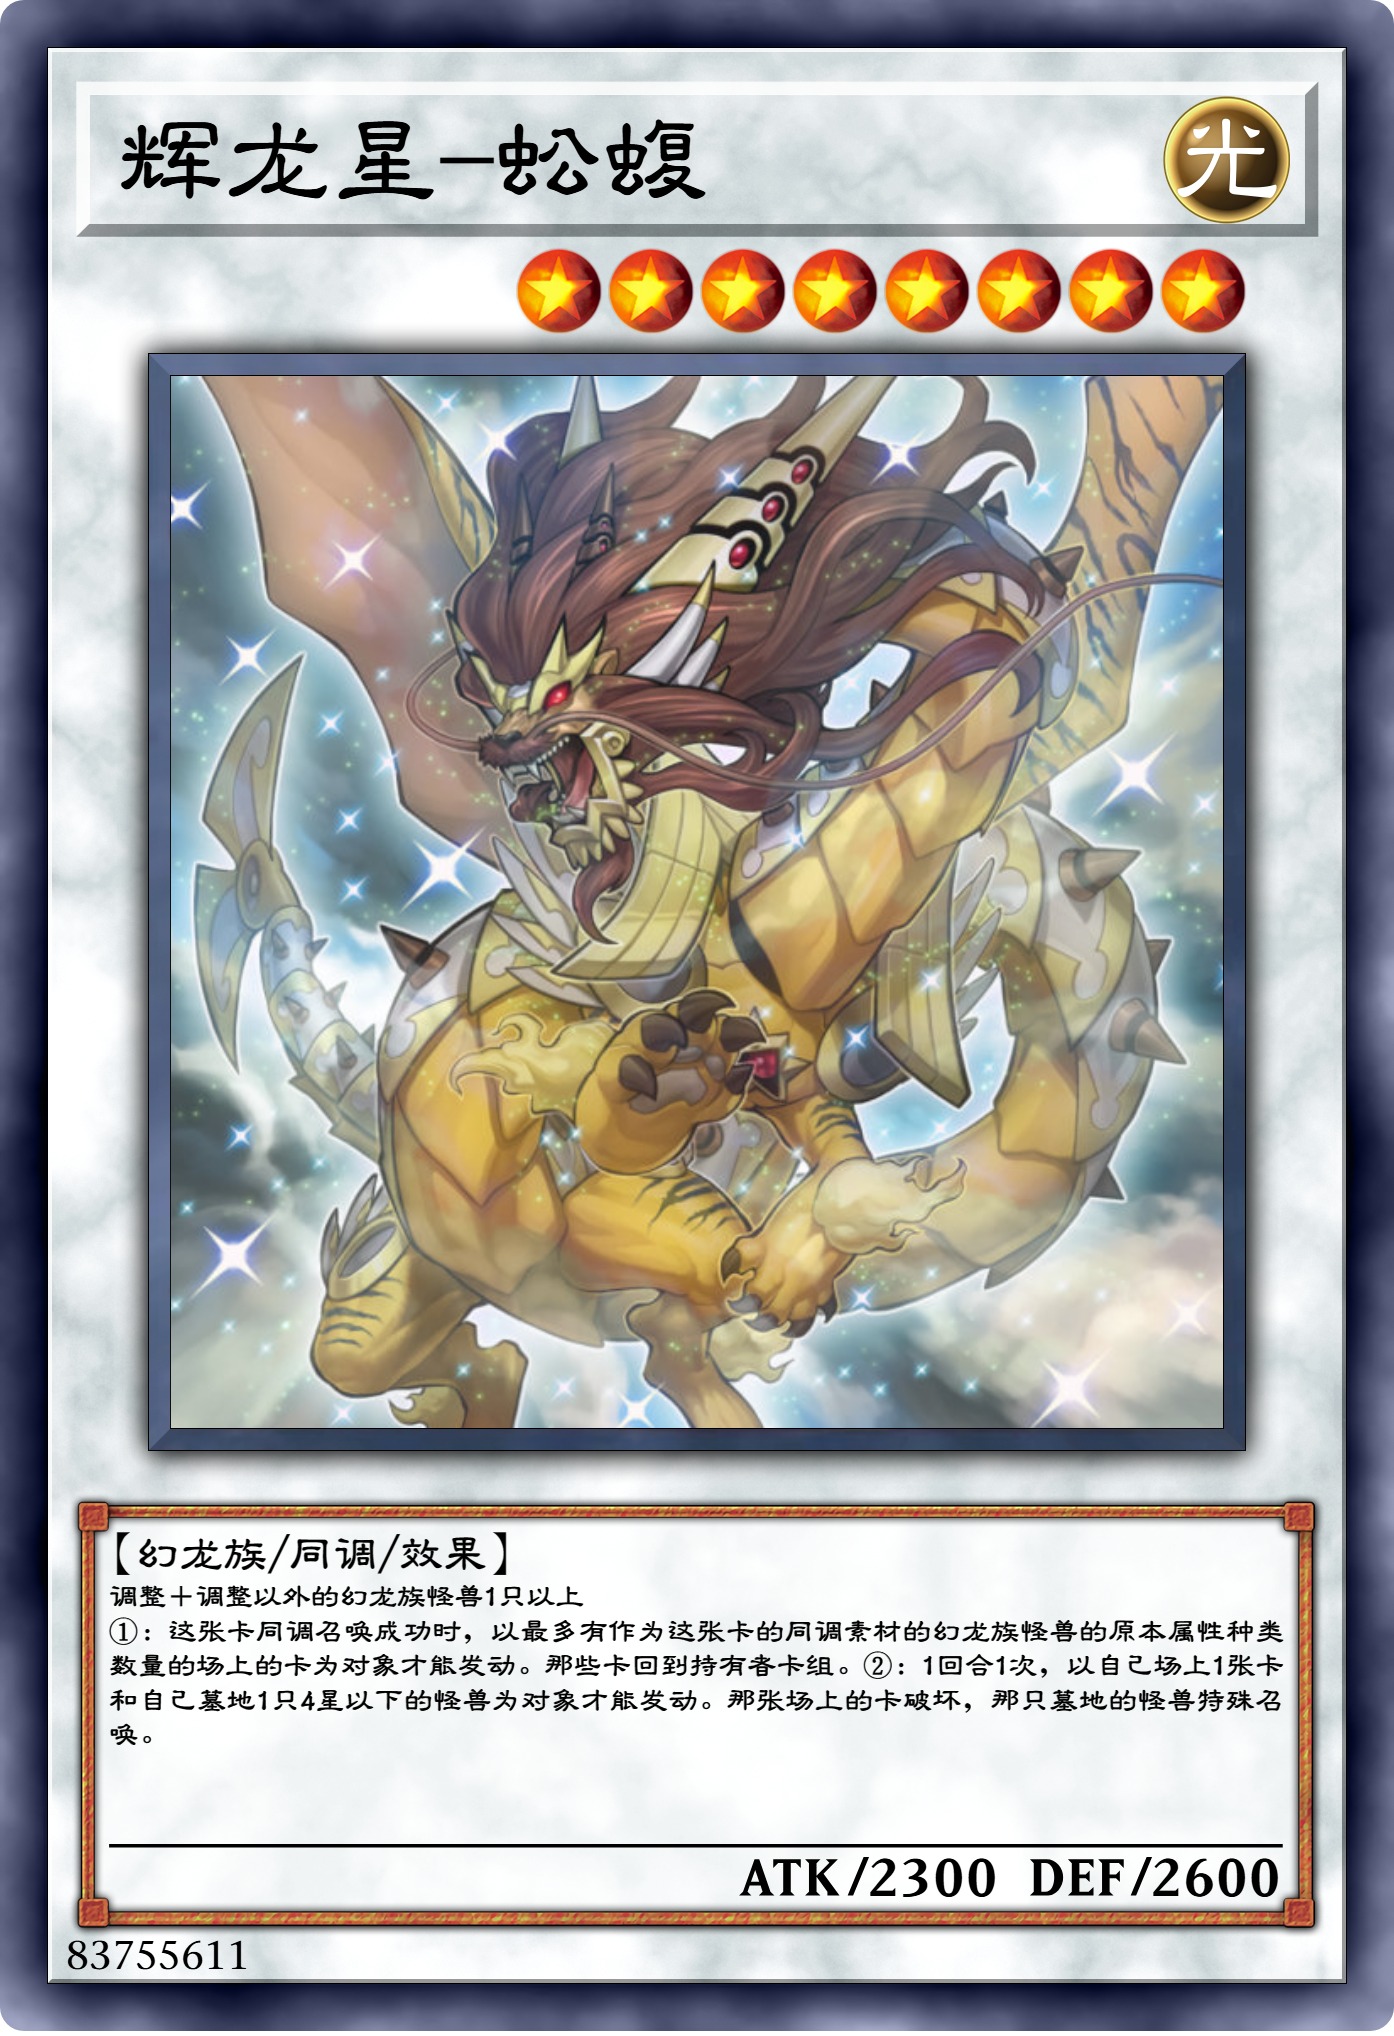 辉龙星-蚣蝮
光
【幻龙族/同调/效果】
调整＋调整以外的幻龙族怪兽1只以上
①：这张卡同调召唤成功时，以最多有作为这张卡的同调素材的幻龙族怪兽的原本属性种类
数量的场上的卡为对象才能发动。那些卡回到持有者卡组。②：1回合1次，以自己场上1张卡
和自己墓地1只4星以下的怪兽为对象才能发动。那张场上的卡破坏，那只墓地的怪兽特殊召
唤。
ATK/2300 DEF/2600
83755611